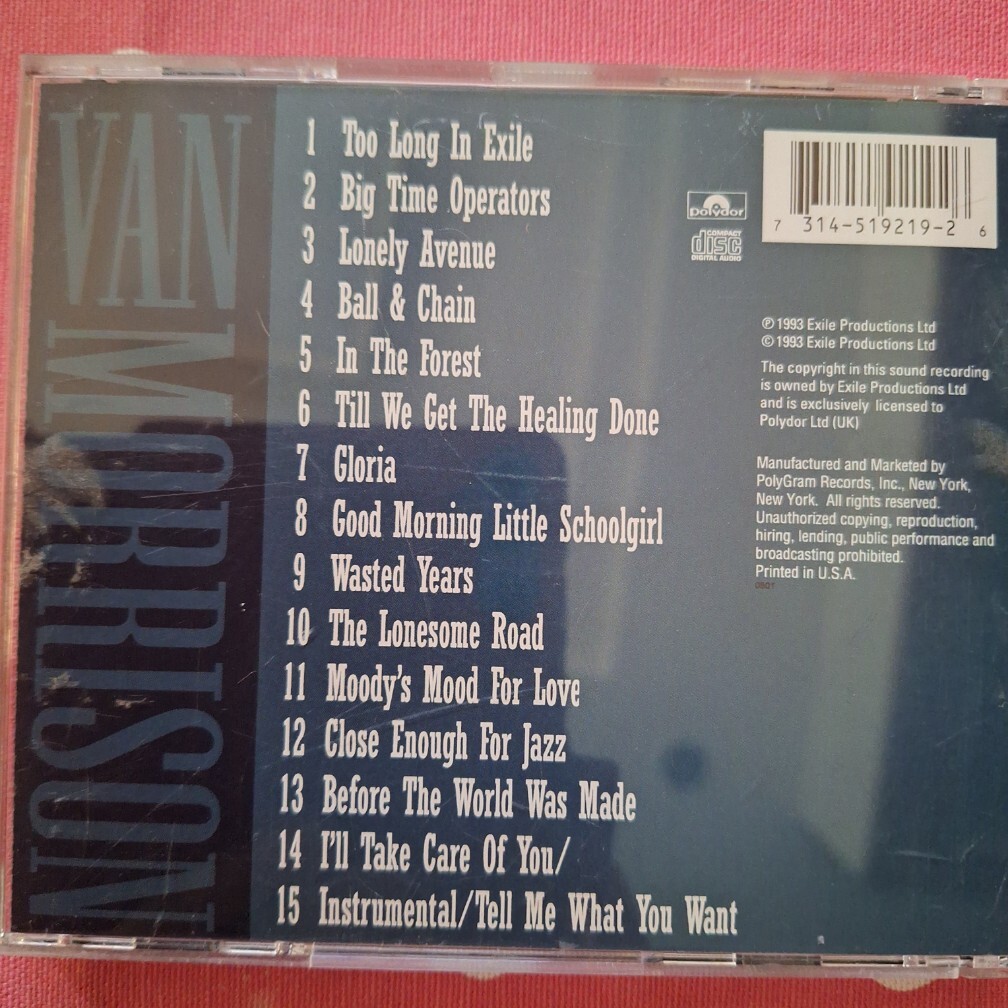 VAN MORRISON
1 Too Long In Exile
2 Big Time Operators
3 Lonely Avenue
4 Ball & Chain
5 In The Forest
6 Till We Get The Healing Done
7 Gloria
8 Good Morning Little Schoolgirl
9 Wasted Years
10 The Lonesome Road
11 Moody's Mood For Love
12 Close Enough For Jazz
13 Before The World Was Made
14 I'll Take Care Of You/
15 Instrumental/Tell Me What You Want
Polydor
COMPACT
disc
DIGITAL AUDIO
7 314-519219-2 6
℗ 1993 Exile Productions Ltd
© 1993 Exile Productions Ltd
The copyright in this sound recording
is owned by Exile Productions Ltd
and is exclusively licensed to
Polydor Ltd (UK)
Manufactured and Marketed by
PolyGram Records, Inc., New York,
New York. All rights reserved.
Unauthorized copying, reproduction,
hiring, lending, public performance and
broadcasting prohibited.
Printed in U.S.A.